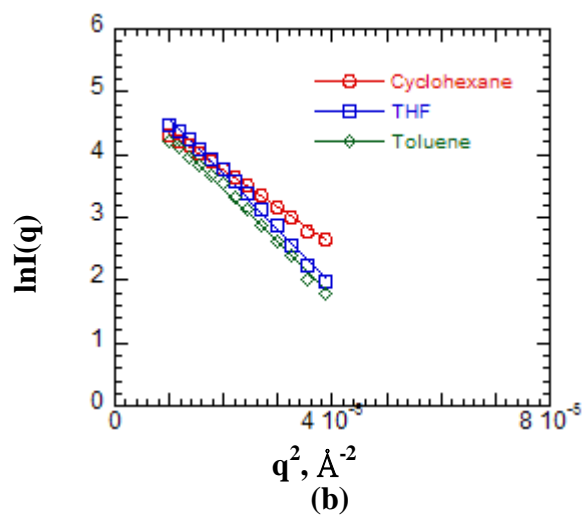 6
5
4
3
2
1
0
lnI(q)
Cyclohexane
THF
Toluene
0 4 10⁻⁵ 8 10⁻⁵
q², Å⁻²
(b)